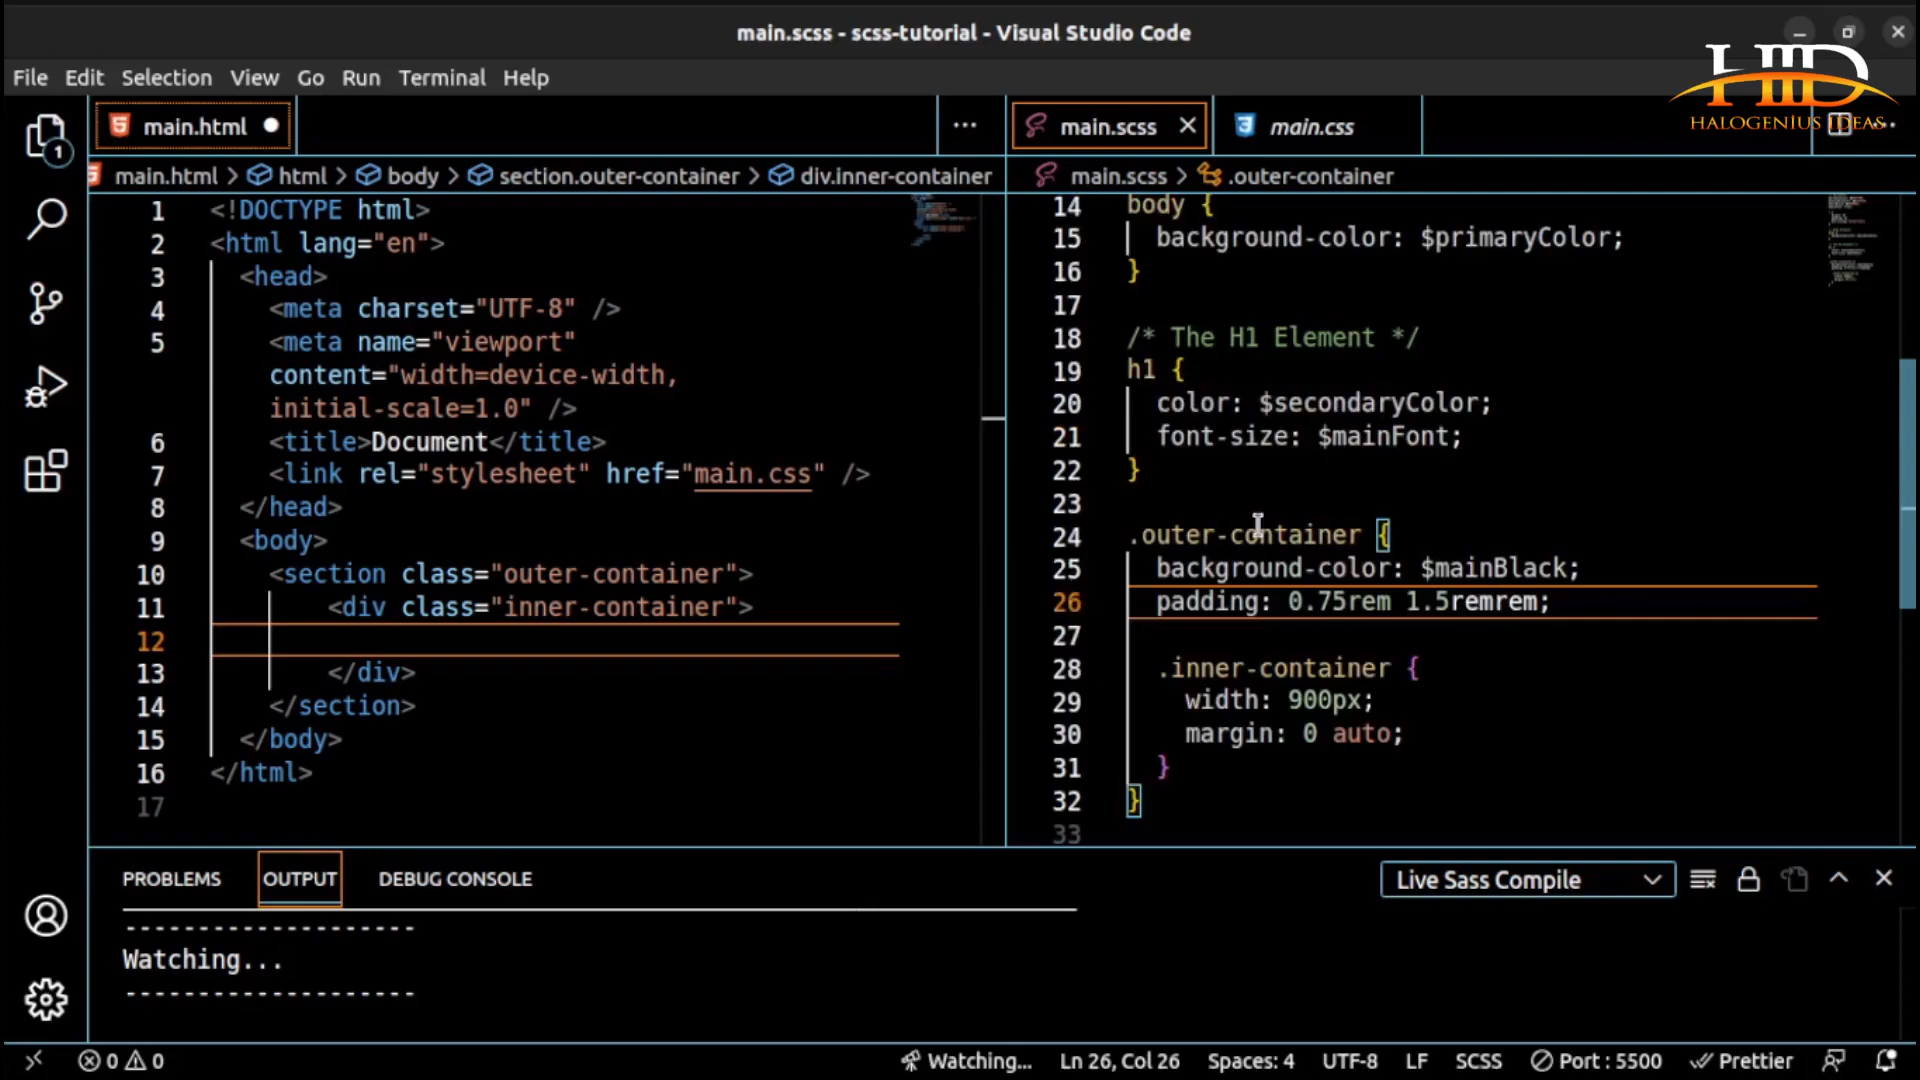 main.scss - scss-tutorial - Visual Studio Code
File Edit Selection View Go Run Terminal Help
HID
HALOGENIUS IDEAS
main.html
main.scss
main.css
main.html > html > body > section.outer-container > div.inner-container
main.scss > .outer-container
1 <!DOCTYPE html>
2 <html lang="en">
3 <head>
4 <meta charset="UTF-8" />
5 <meta name="viewport"
content="width=device-width,
initial-scale=1.0" />
6 <title>Document</title>
7 <link rel="stylesheet" href="main.css" />
8 </head>
9 <body>
10 <section class="outer-container">
11 <div class="inner-container">
12
13 </div>
14 </section>
15 </body>
16 </html>
17
14 body {
15 background-color: $primaryColor;
16 }
17
18 /* The H1 Element */
19 h1 {
20 color: $secondaryColor;
21 font-size: $mainFont;
22 }
23
24 .outer-container {
25 background-color: $mainBlack;
26 padding: 0.75rem 1.5remrem;
27
28 .inner-container {
29 width: 900px;
30 margin: 0 auto;
31 }
32 }
33
1
PROBLEMS OUTPUT DEBUG CONSOLE
Live Sass Compile
--------------------
Watching...
--------------------
0 0
Watching... Ln 26, Col 26 Spaces: 4 UTF-8 LF SCSS Port : 5500 Prettier